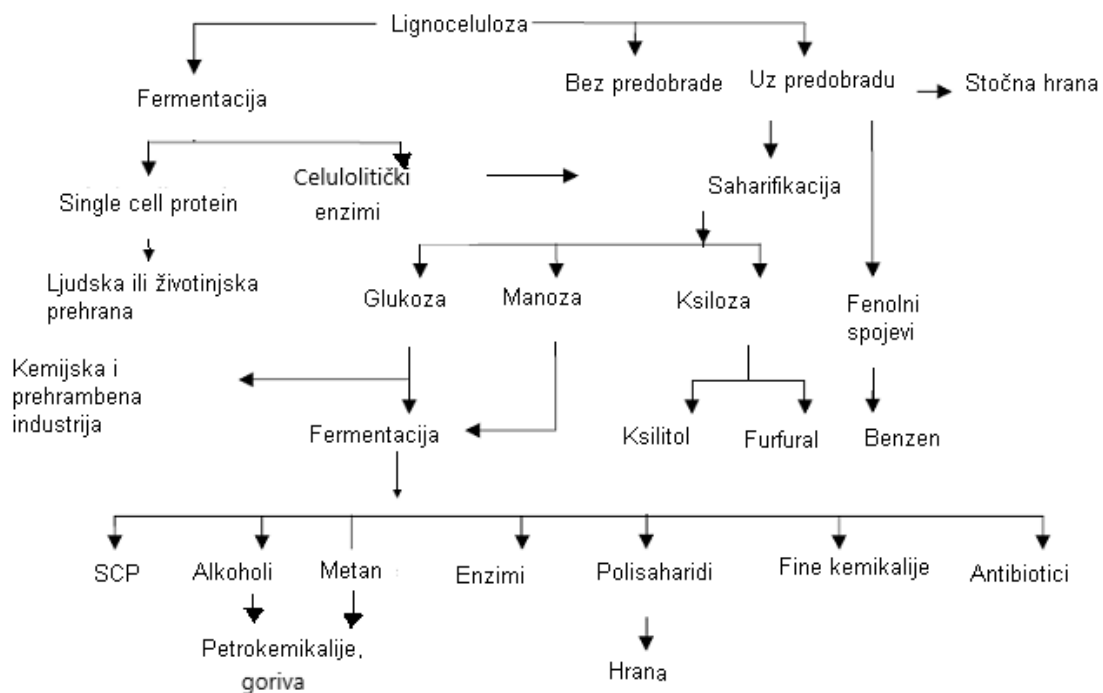 Lignoceluloza
Bez predobrade
Uz predobradu
Stočna hrana
Fermentacija
Celulolitički
enzimi
Saharifikacija
Single cell protein
Ljudska ili životinjska
prehrana
Glukoza
Manoza
Ksiloza
Fenolni
spojevi
Kemijska i
prehrambena
industrija
Fermentacija
Ksilitol
Furfural
Benzen
SCP
Alkoholi
Metan
Enzimi
Polisaharidi
Fine kemikalije
Antibiotici
Petrokemikalije,
goriva
Hrana